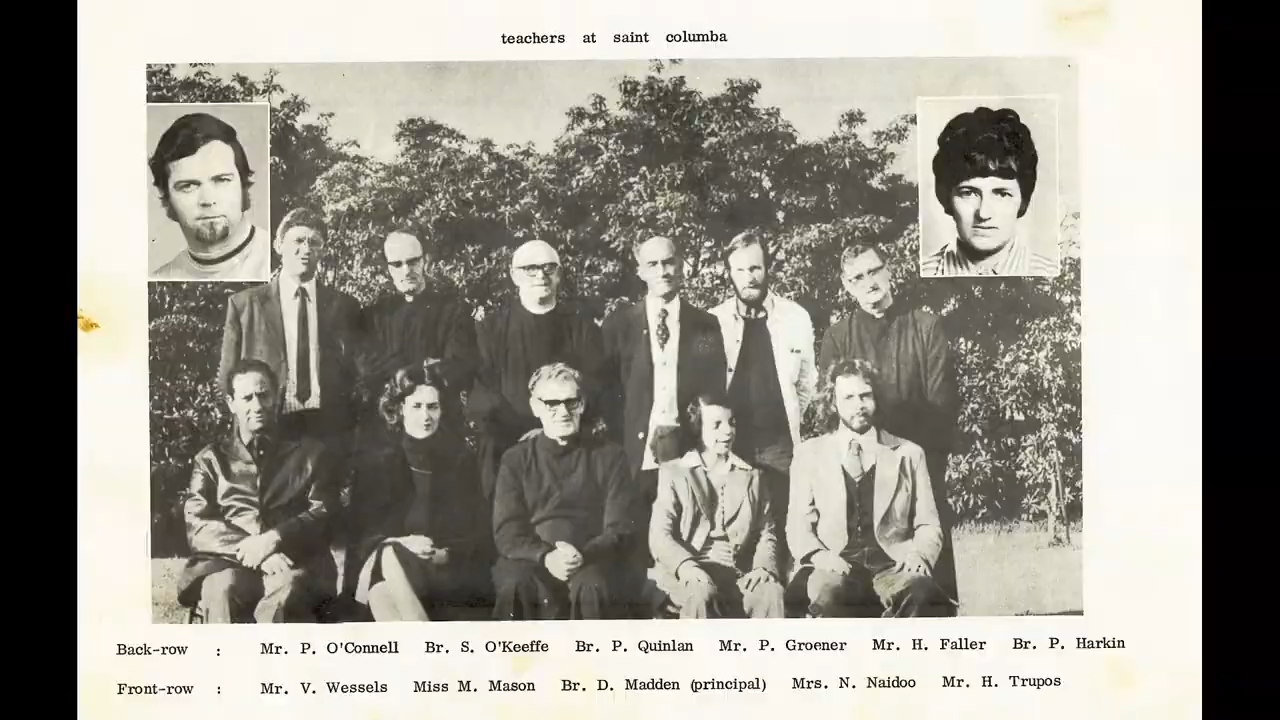 teachers at saint columba
Back-row : Mr. P. O'Connell Br. S. O'Keeffe Br. P. Quinlan Mr. P. Groener Mr. H. Faller Br. P. Harkin
Front-row : Mr. V. Wessels Miss M. Mason Br. D. Madden (principal) Mrs. N. Naidoo Mr. H. Trupos